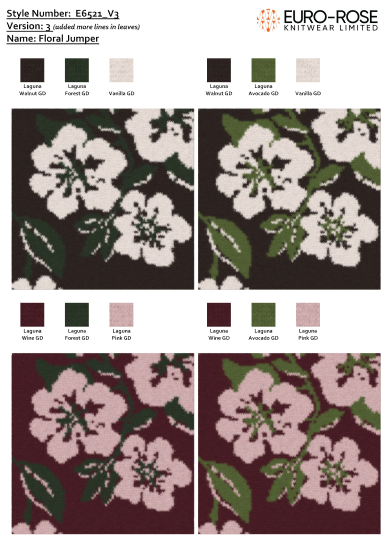 Style Number: E6521_V3
Version: 3 (added more lines in leaves)
Name: Floral Jumper
EURO-ROSE
KNITWEAR LIMITED
Laguna
Walnut GD
Laguna
Forest GD
Vanilla GD
Laguna
Walnut GD
Laguna
Avocado GD
Vanilla GD
Laguna
Wine GD
Laguna
Forest GD
Laguna
Pink GD
Laguna
Wine GD
Laguna
Avocado GD
Laguna
Pink GD